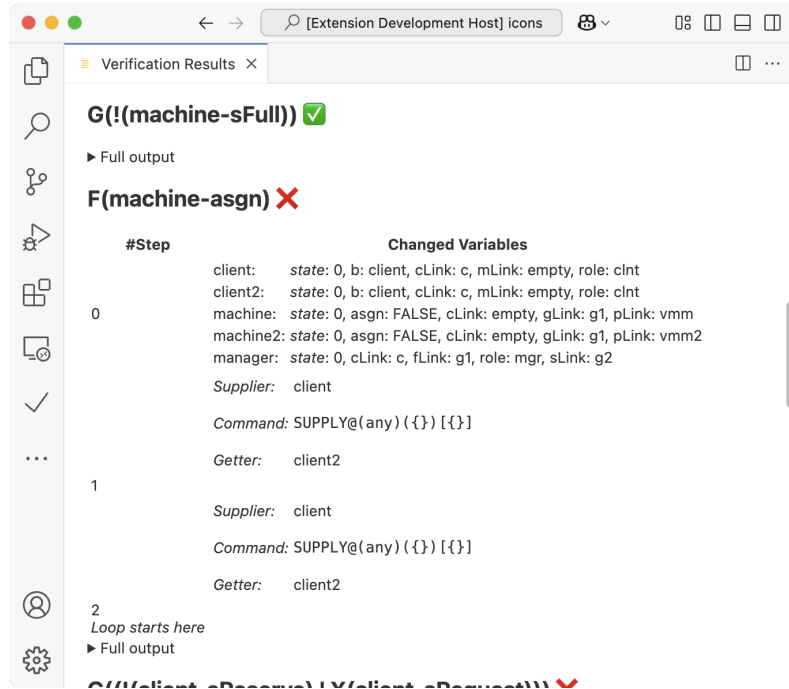 [Extension Development Host] icons
Verification Results
G(!(machine-sFull)) ✅
Full output
F(machine-asgn) ❌
#Step Changed Variables
client: state: 0, b: client, cLink: c, mLink: empty, role: clnt
client2: state: 0, b: client, cLink: c, mLink: empty, role: clnt
0 machine: state: 0, asgn: FALSE, cLink: empty, gLink: g1, pLink: vmm
machine2: state: 0, asgn: FALSE, cLink: empty, gLink: g1, pLink: vmm2
manager: state: 0, cLink: c, fLink: g1, role: mgr, sLink: g2
Supplier: client
Command: SUPPLY@(any)({})[{}]
Getter: client2
1
Supplier: client
Command: SUPPLY@(any)({})[{}]
Getter: client2
2
Loop starts here
Full output
G((!(client-sReserve) | X(client-sRequest))) ❌